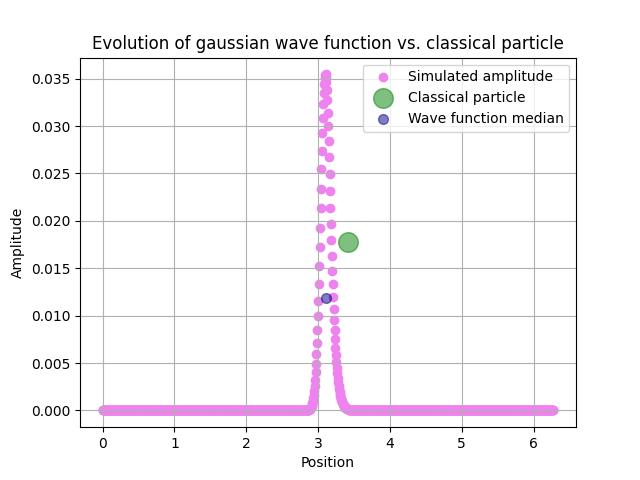 Evolution of gaussian wave function vs. classical particle
Simulated amplitude
Classical particle
Wave function median
Amplitude
0.035
0.030
0.025
0.020
0.015
0.010
0.005
0.000
0 1 2 3 4 5 6
Position